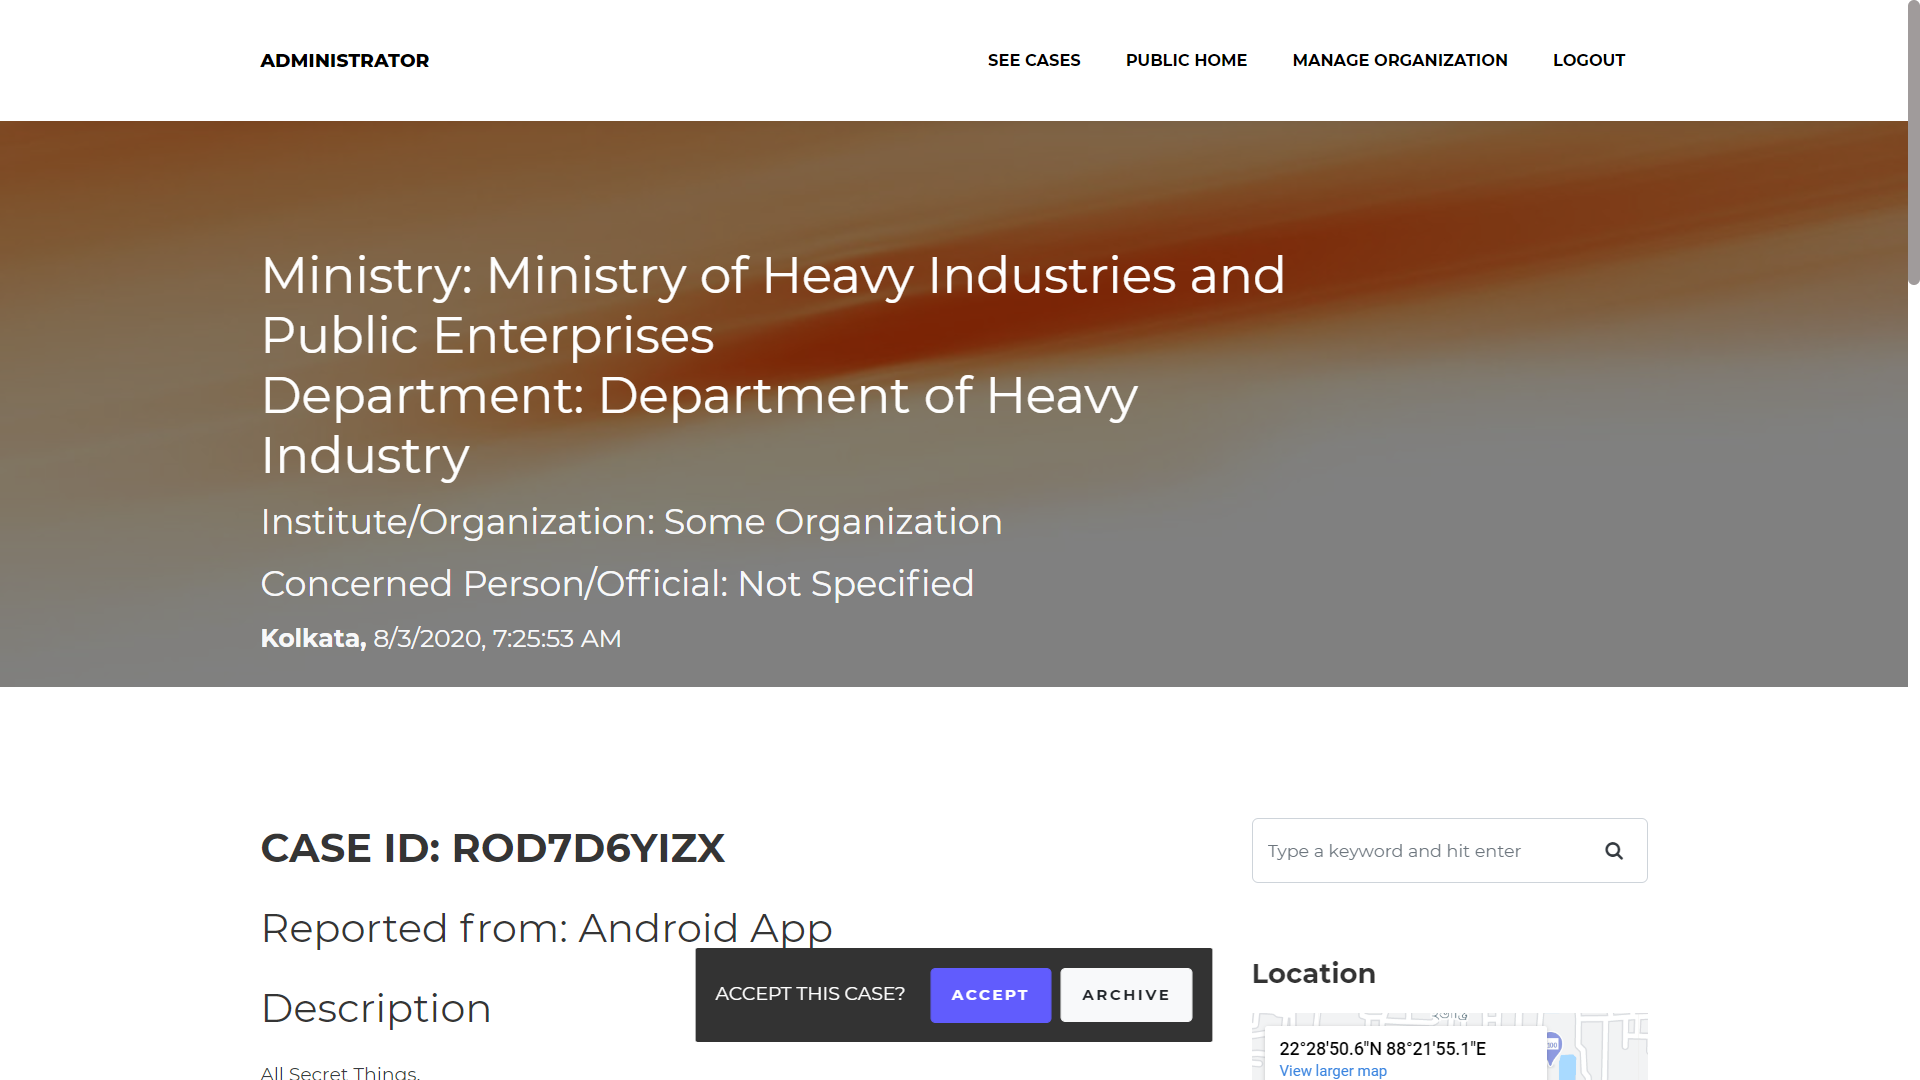 ADMINISTRATOR
SEE CASES
PUBLIC HOME
MANAGE ORGANIZATION
LOGOUT
Ministry: Ministry of Heavy Industries and
Public Enterprises
Department: Department of Heavy
Industry
Institute/Organization: Some Organization
Concerned Person/Official: Not Specified
Kolkata, 8/3/2020, 7:25:53 AM
CASE ID: ROD7D6YIZX
Reported from: Android App
Description
All Secret Things.
ACCEPT THIS CASE?
ACCEPT
ARCHIVE
Type a keyword and hit enter
Location
22°28'50.6"N 88°21'55.1"E
View larger map